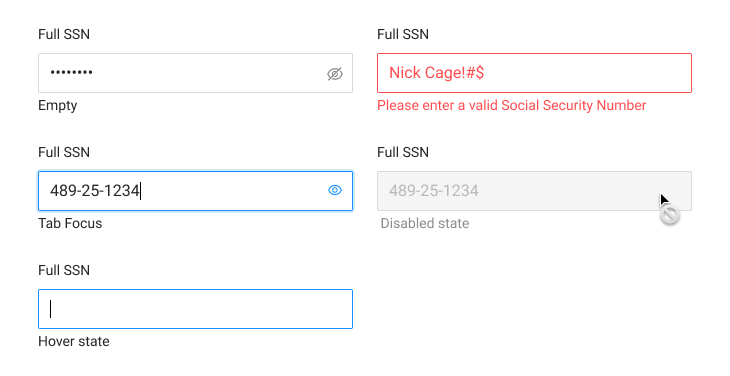 Full SSN
••••••••
Empty
Full SSN
Nick Cage!#$
Please enter a valid Social Security Number
Full SSN
489-25-1234
Tab Focus
Full SSN
489-25-1234
Disabled state
Full SSN
Hover state